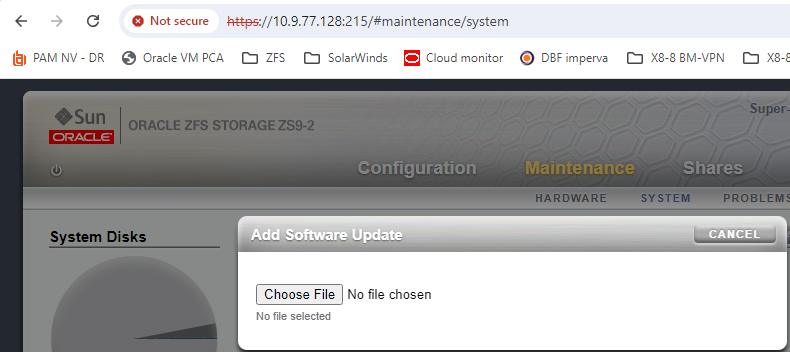 Not secure https://10.9.77.128:215/#maintenance/system
PAM NV - DR Oracle VM PCA ZFS SolarWinds Cloud monitor DBF imperva X8-8 BM-VPN X8-8
Sun
ORACLE
ORACLE ZFS STORAGE ZS9-2
Super-
Configuration Maintenance Shares
HARDWARE SYSTEM PROBLEMS
System Disks
Add Software Update CANCEL
Choose File No file chosen
No file selected